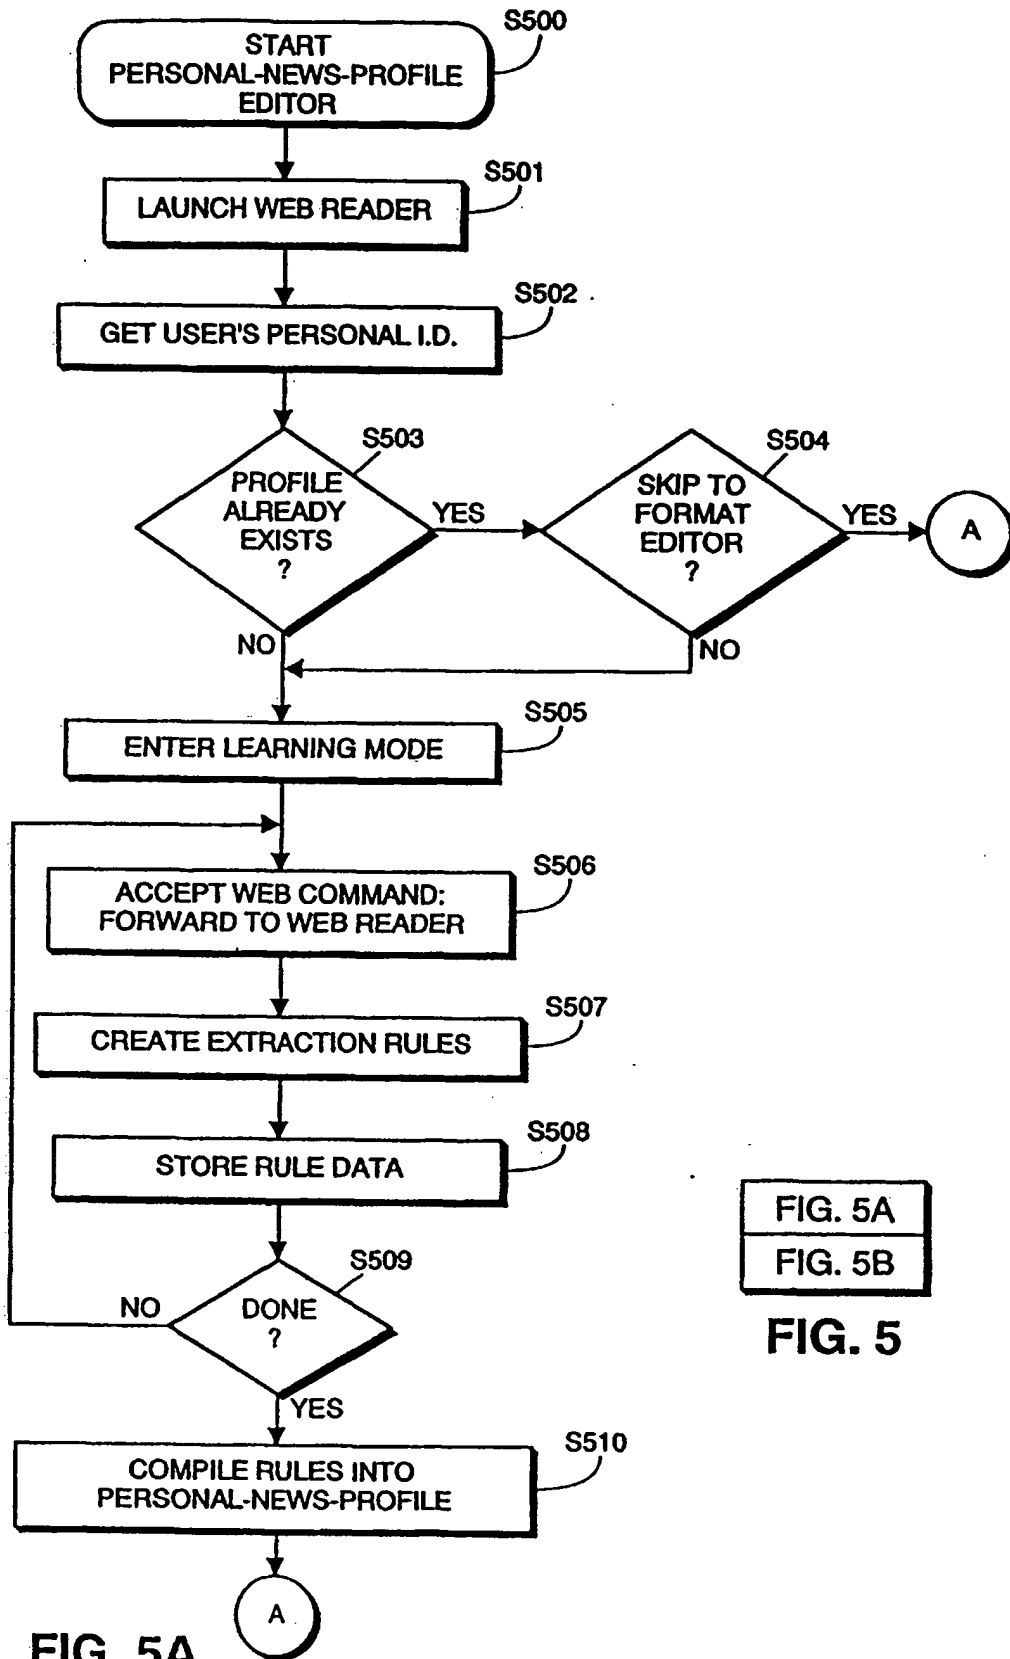 S500
START
PERSONAL-NEWS-PROFILE
EDITOR
S501
LAUNCH WEB READER
S502
GET USER'S PERSONAL I.D.
S503
PROFILE
ALREADY
EXISTS
?
YES
S504
SKIP TO
FORMAT
EDITOR
?
YES
A
NO
NO
S505
ENTER LEARNING MODE
S506
ACCEPT WEB COMMAND:
FORWARD TO WEB READER
S507
CREATE EXTRACTION RULES
S508
STORE RULE DATA
FIG. 5A
FIG. 5B
FIG. 5
S509
DONE
?
NO
YES
S510
COMPILE RULES INTO
PERSONAL-NEWS-PROFILE
A
FIG. 5A